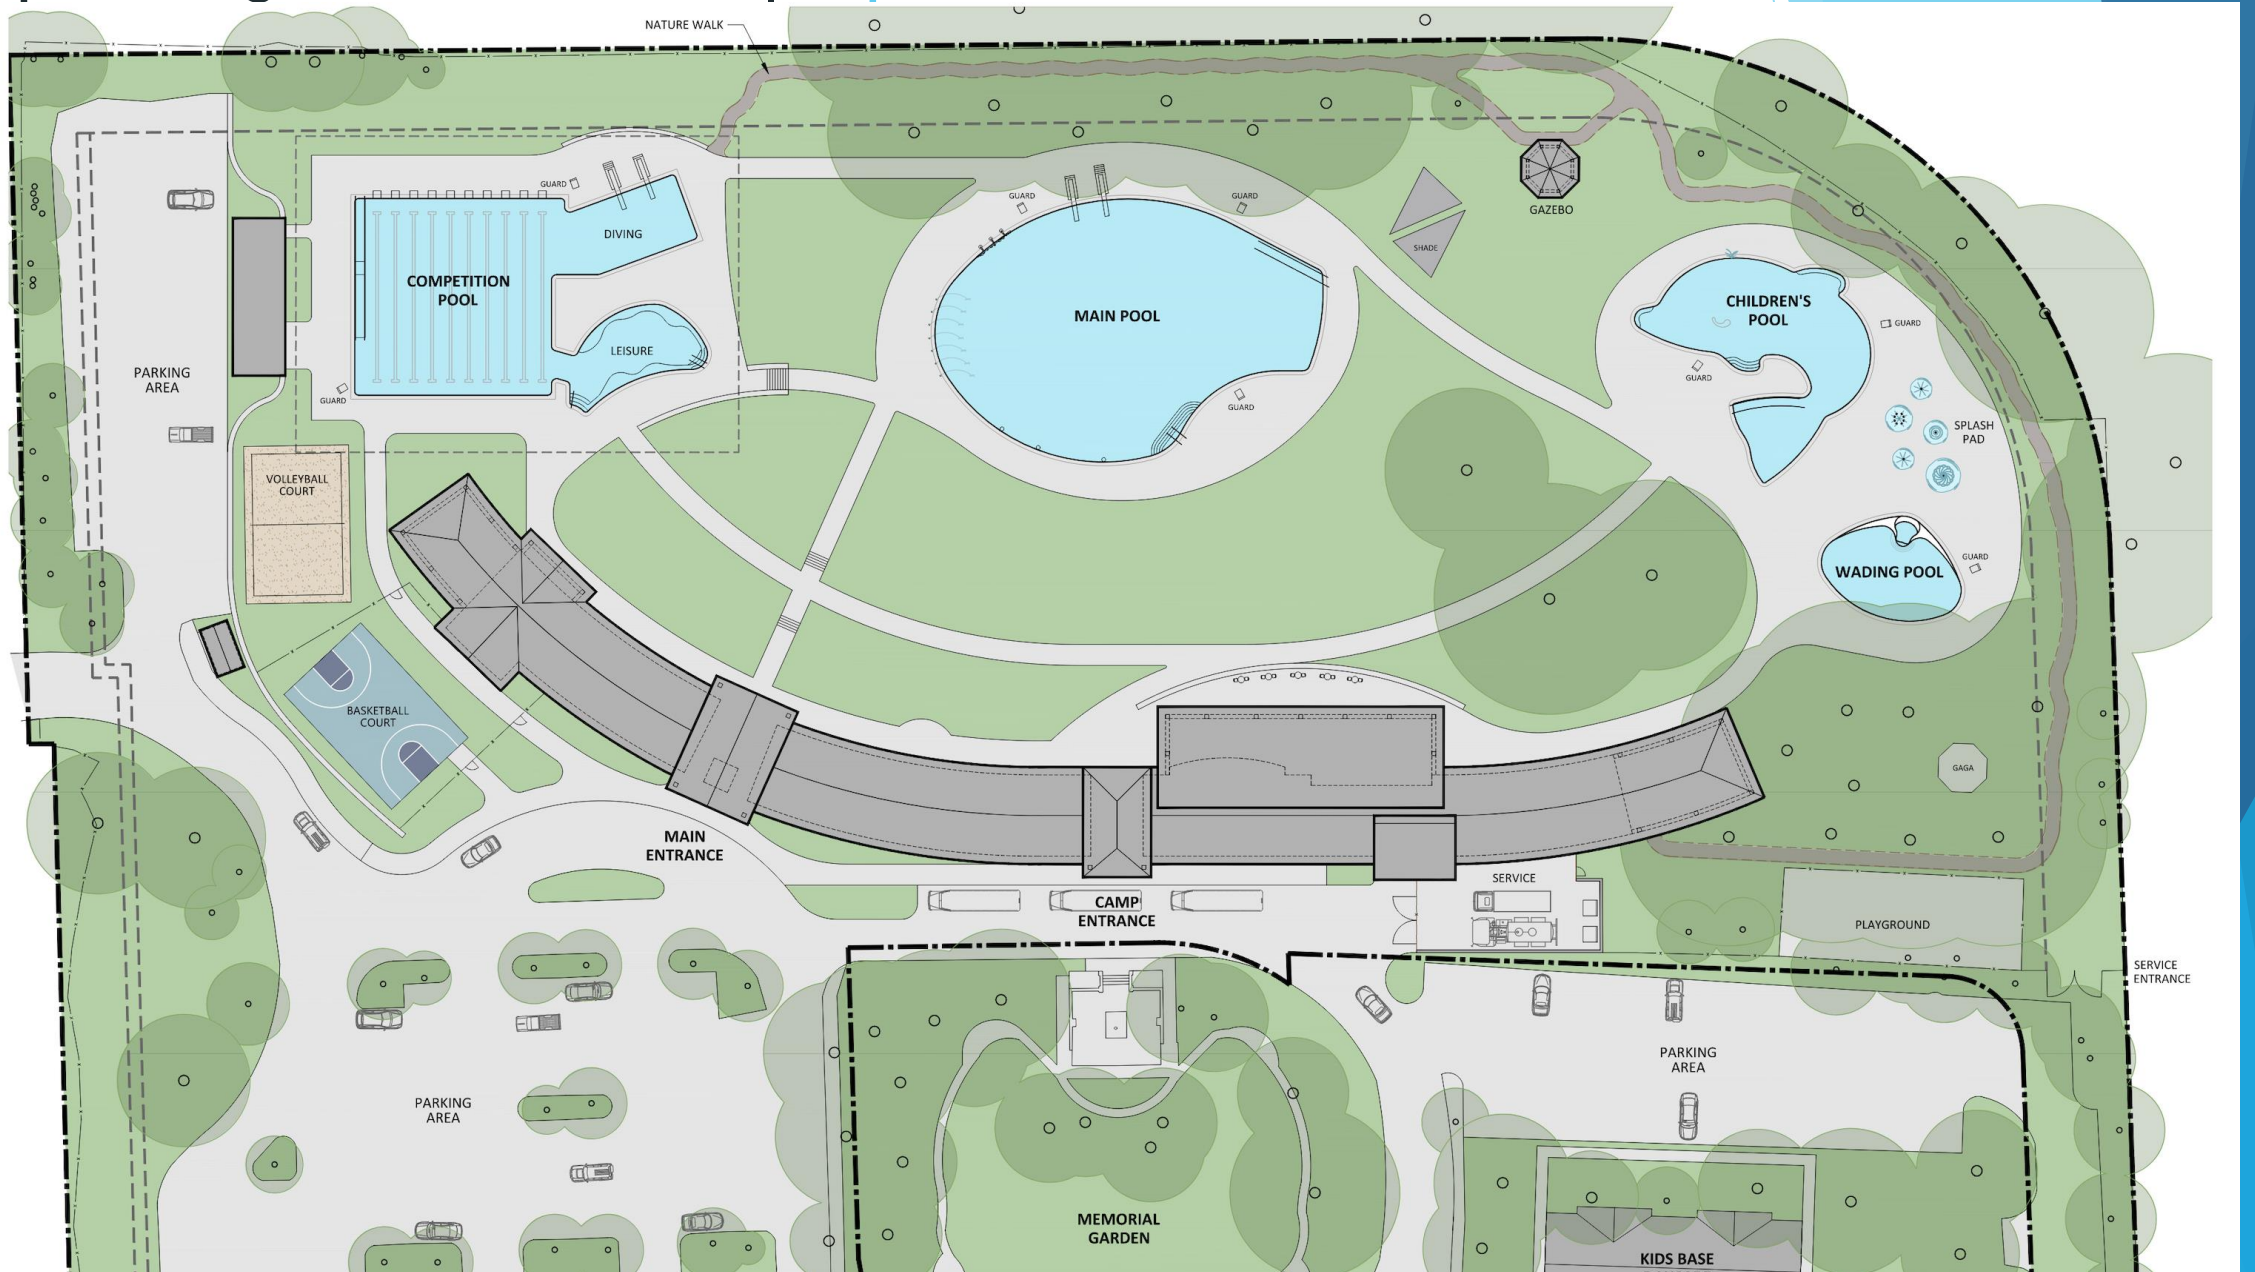 NATURE WALK
GUARD
DIVING
COMPETITION
POOL
LEISURE
GUARD
GUARD
GUARD
MAIN POOL
GUARD
SHADE
GAZEBO
CHILDREN'S
POOL
GUARD
GUARD
SPLASH
PAD
WADING POOL
GUARD
PARKING
AREA
VOLLEYBALL
COURT
BASKETBALL
COURT
GAGA
MAIN
ENTRANCE
CAMP
ENTRANCE
SERVICE
PLAYGROUND
SERVICE
ENTRANCE
PARKING
AREA
PARKING
AREA
MEMORIAL
GARDEN
KIDS BASE